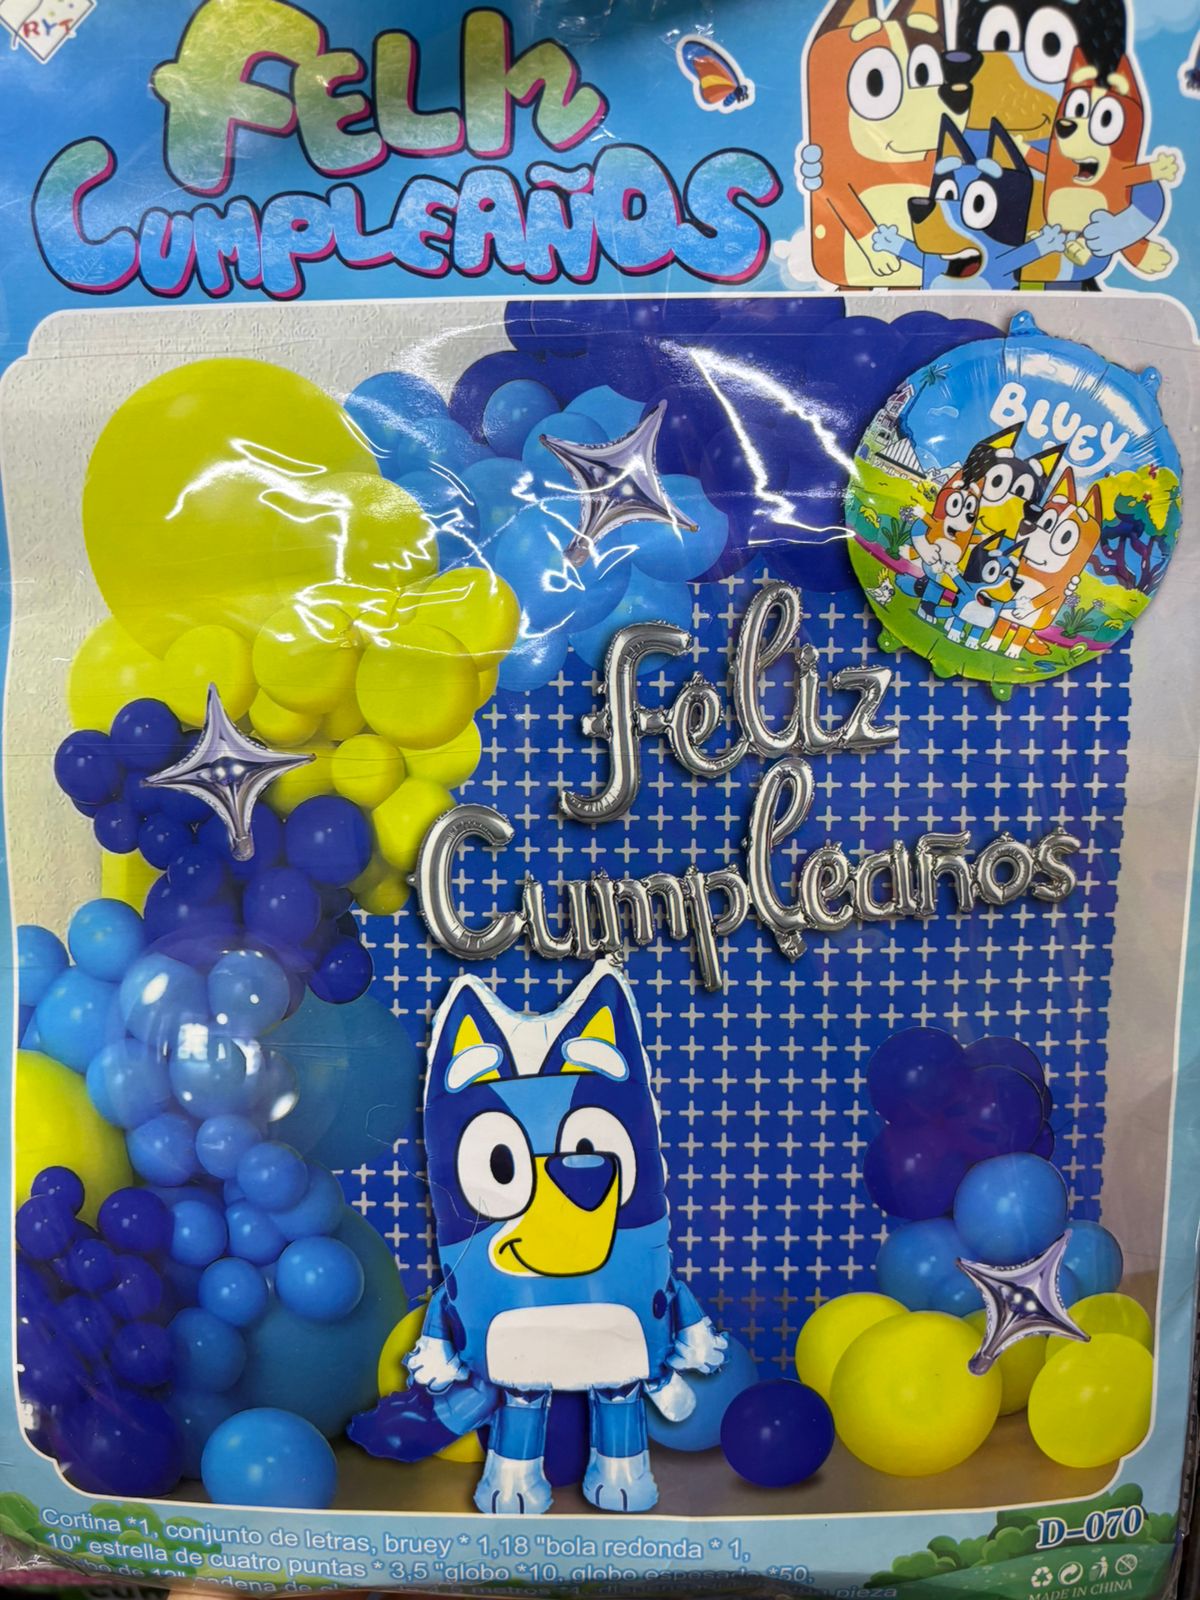 RYT
FELIZ
CUMPLEAÑOS
BLUEY
feliz
Cumpleaños
Cortina *1, conjunto de letras, bruey * 1,18 "bola redonda * 1,
10" estrella de cuatro puntas * 3,5 "globo *10, globo espesado *50,
D-070
MADE IN CHINA